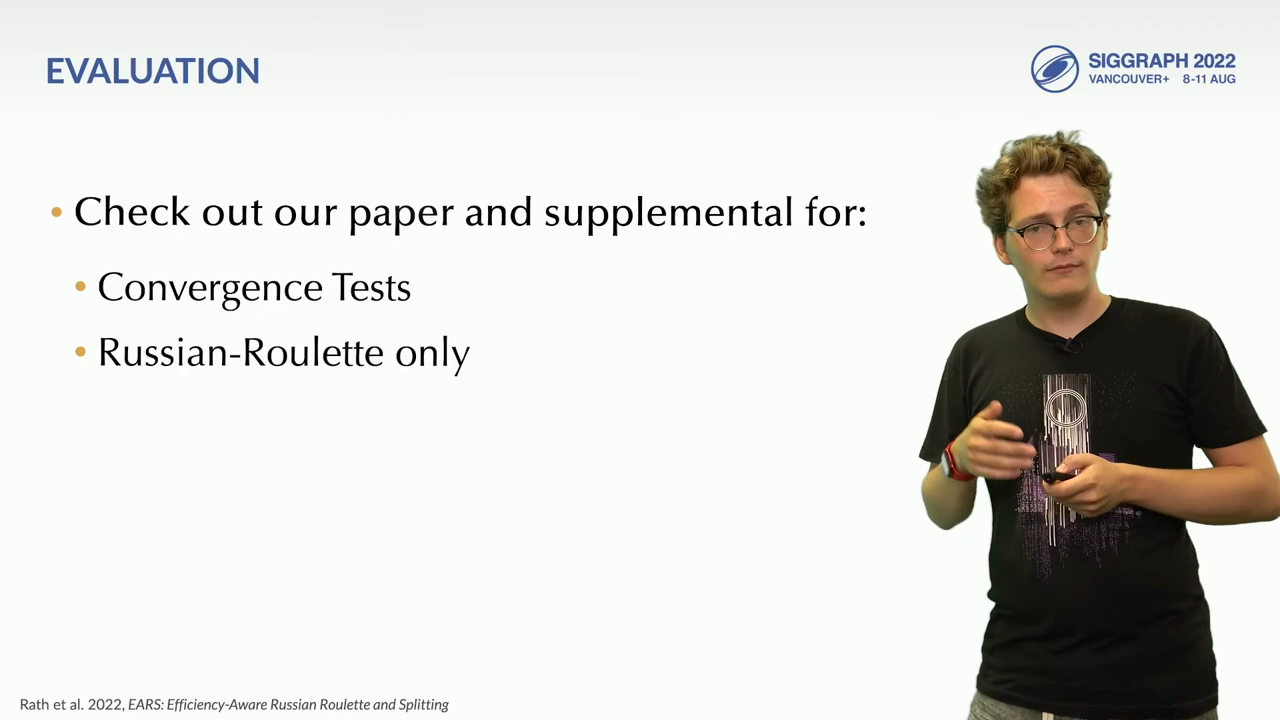 EVALUATION
SIGGRAPH 2022
VANCOUVER+ 8-11 AUG
• Check out our paper and supplemental for:
• Convergence Tests
• Russian-Roulette only
Rath et al. 2022, EARS: Efficiency-Aware Russian Roulette and Splitting